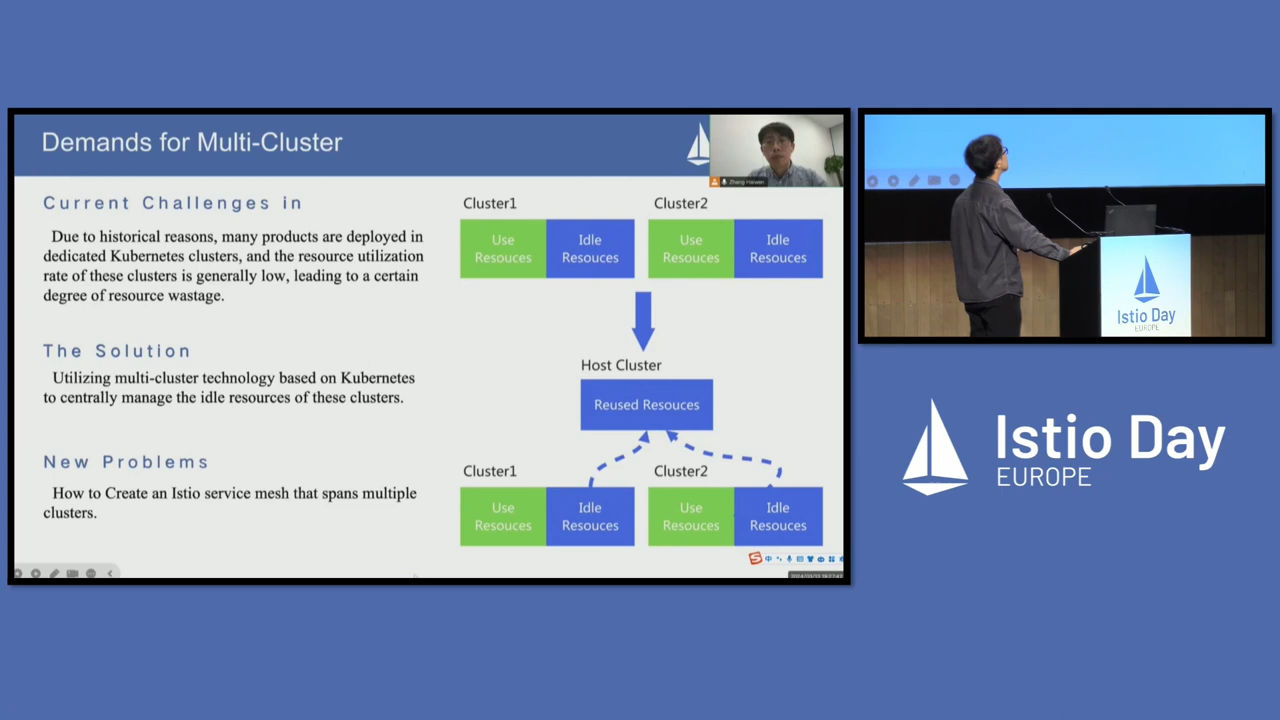 Demands for Multi-Cluster
Zhang Haiwen
Current Challenges in
Due to historical reasons, many products are deployed in
dedicated Kubernetes clusters, and the resource utilization
rate of these clusters is generally low, leading to a certain
degree of resource wastage.
The Solution
Utilizing multi-cluster technology based on Kubernetes
to centrally manage the idle resources of these clusters.
New Problems
How to Create an Istio service mesh that spans multiple
clusters.
Cluster1
Use
Resouces
Idle
Resouces
Cluster2
Use
Resouces
Idle
Resouces
Host Cluster
Reused Resouces
Cluster1
Use
Resouces
Idle
Resouces
Cluster2
Use
Resouces
Idle
Resouces
S 中
Istio Day
EUROPE
Istio Day
EUROPE